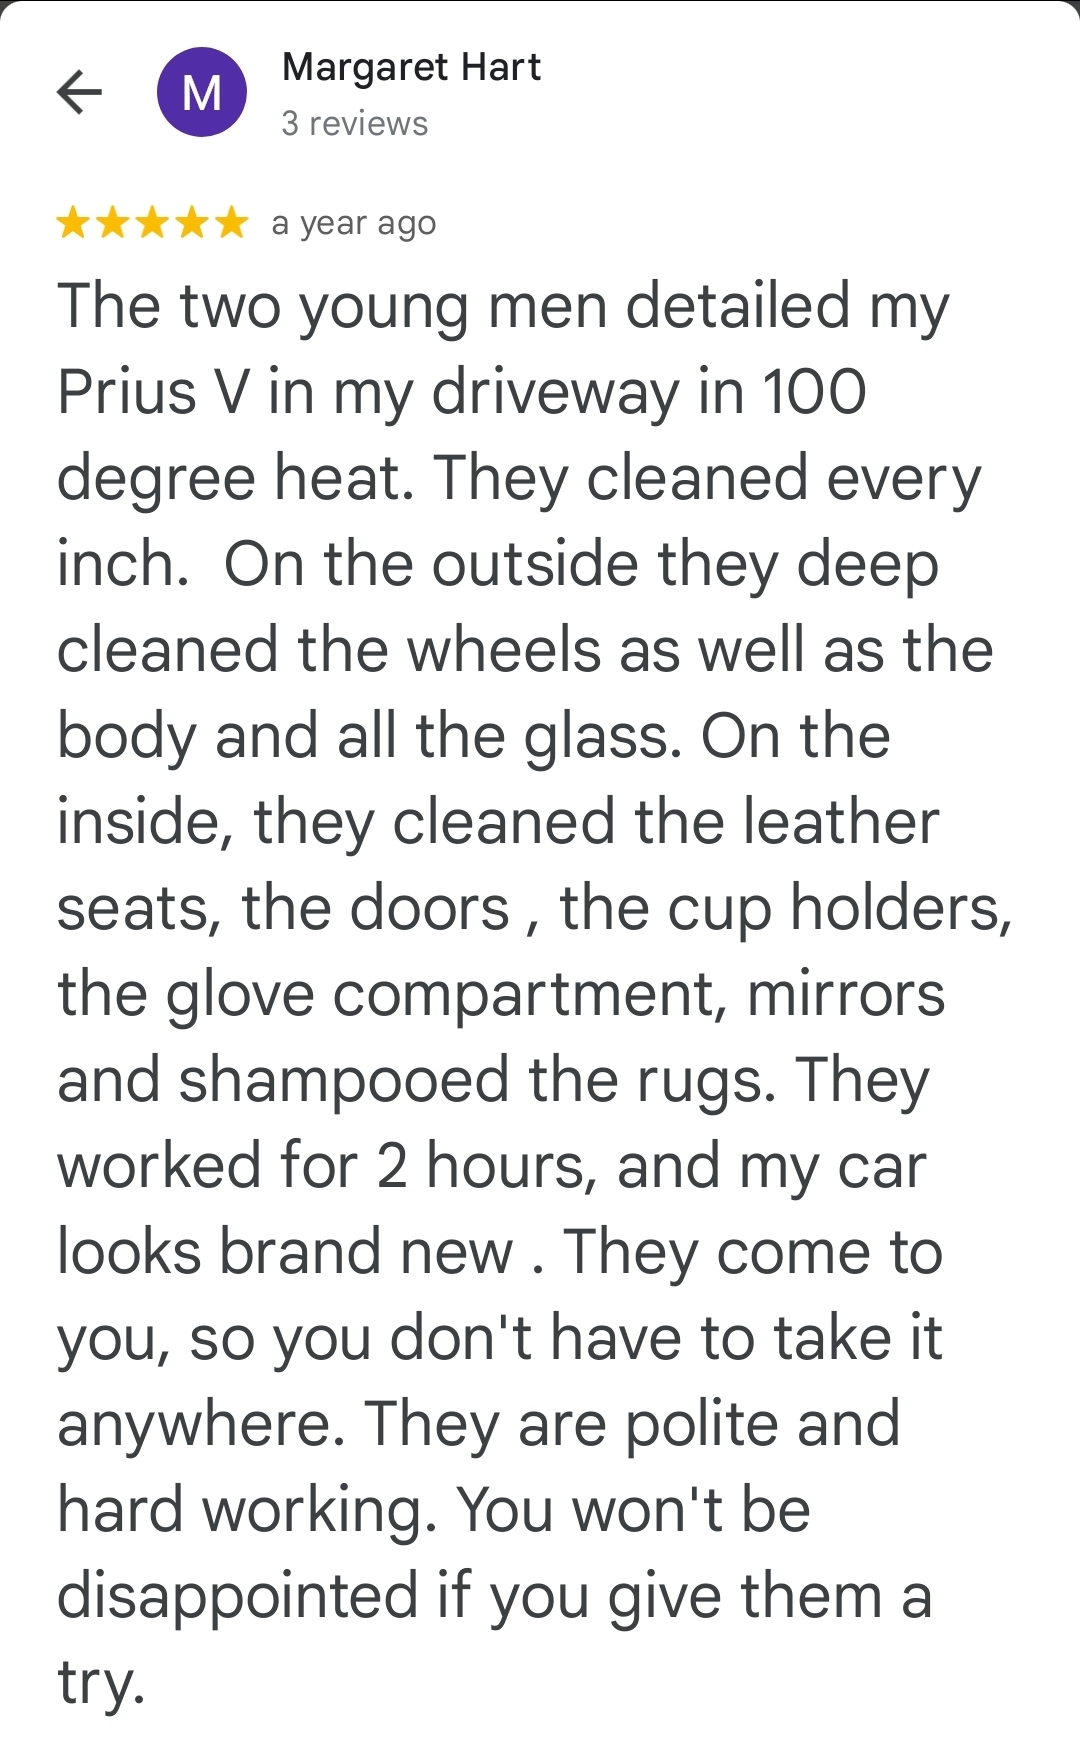 M
Margaret Hart
3 reviews
a year ago
The two young men detailed my
Prius V in my driveway in 100
degree heat. They cleaned every
inch.  On the outside they deep
cleaned the wheels as well as the
body and all the glass. On the
inside, they cleaned the leather
seats, the doors , the cup holders,
the glove compartment, mirrors
and shampooed the rugs. They
worked for 2 hours, and my car
looks brand new . They come to
you, so you don't have to take it
anywhere. They are polite and
hard working. You won't be
disappointed if you give them a
try.